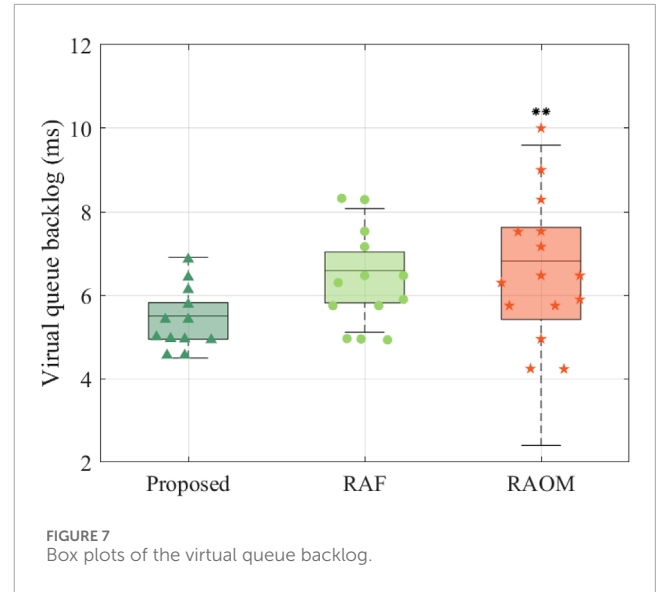 12
10
8
6
4
2
Virual queue backlog (ms)
**
Proposed RAF RAOM
FIGURE 7
Box plots of the virtual queue backlog.